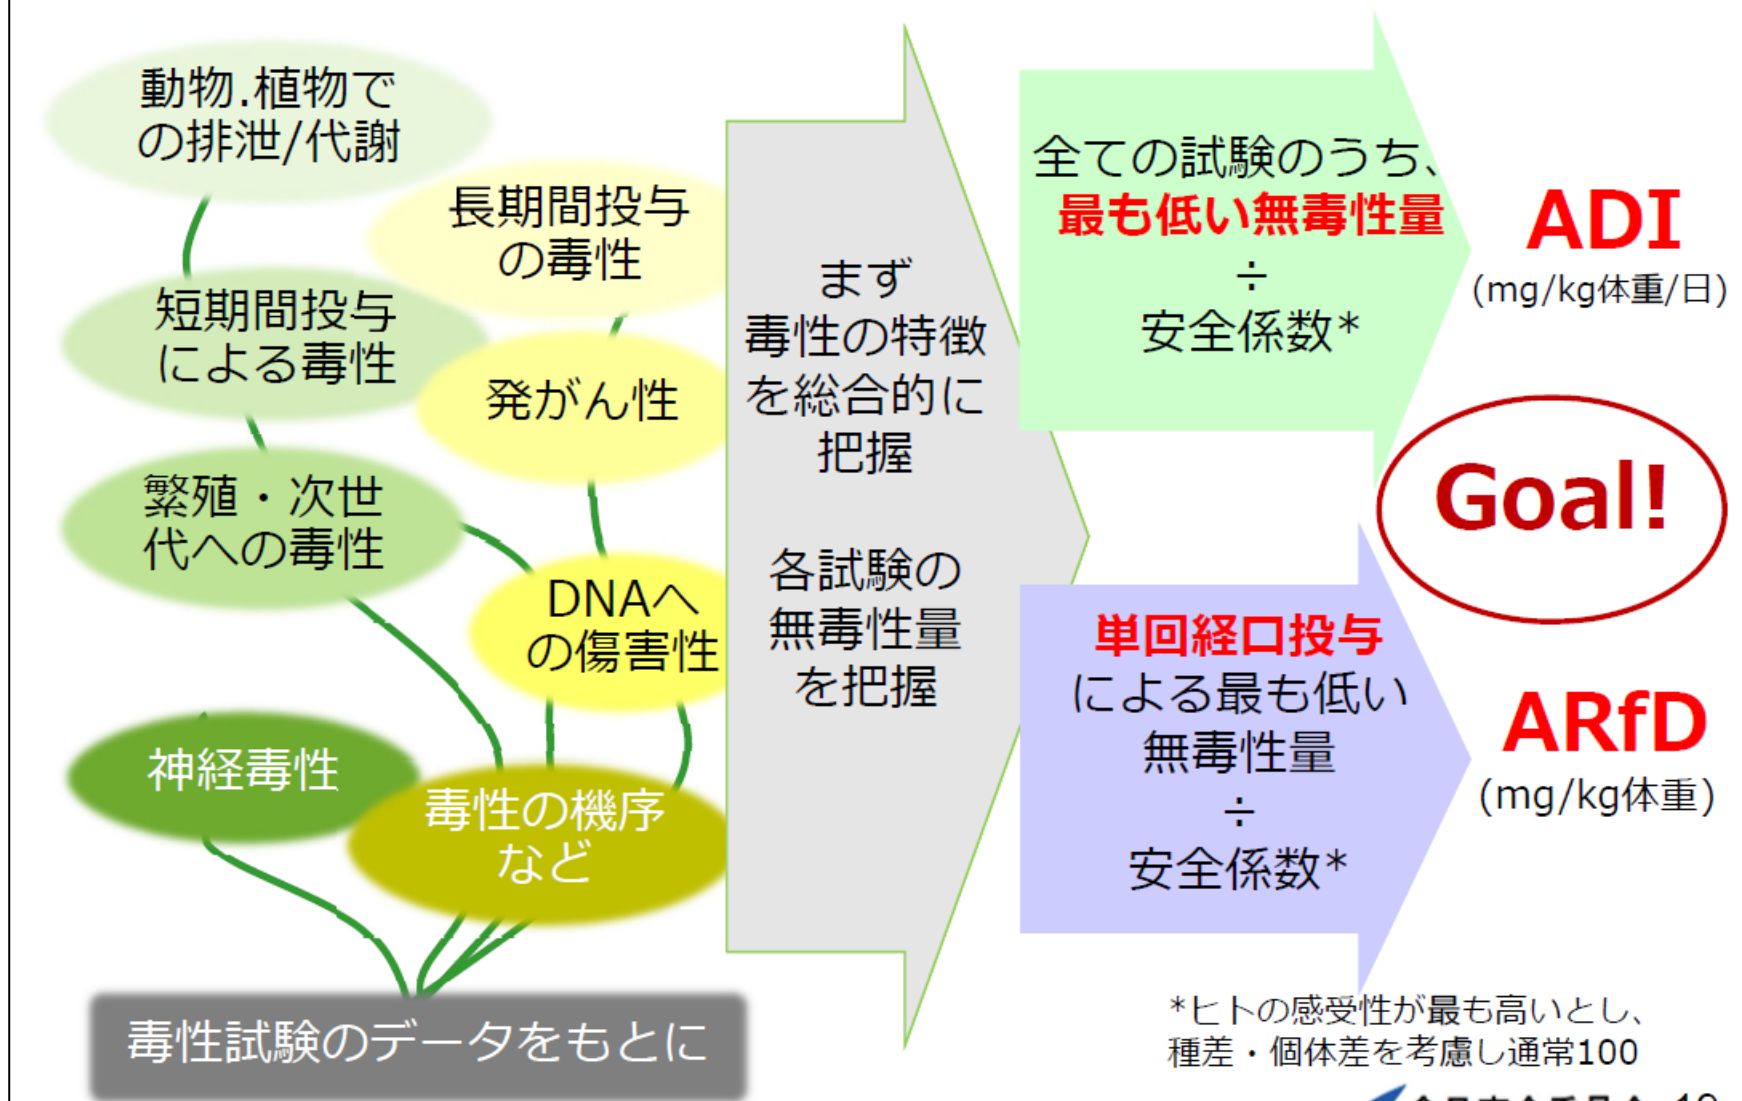 動物.植物で
の排泄/代謝
長期間投与
の毒性
短期間投与
による毒性
発がん性
繁殖・次世
代への毒性
DNAへ
の傷害性
神経毒性
毒性の機序
など
毒性試験のデータをもとに
まず
毒性の特徴
を総合的に
把握
各試験の
無毒性量
を把握
全ての試験のうち、
最も低い無毒性量
÷
安全係数*
ADI
(mg/kg体重/日)
Goal!
単回経口投与
による最も低い
無毒性量
÷
安全係数*
ARfD
(mg/kg体重)
*ヒトの感受性が最も高いとし、
種差・個体差を考慮し通常100